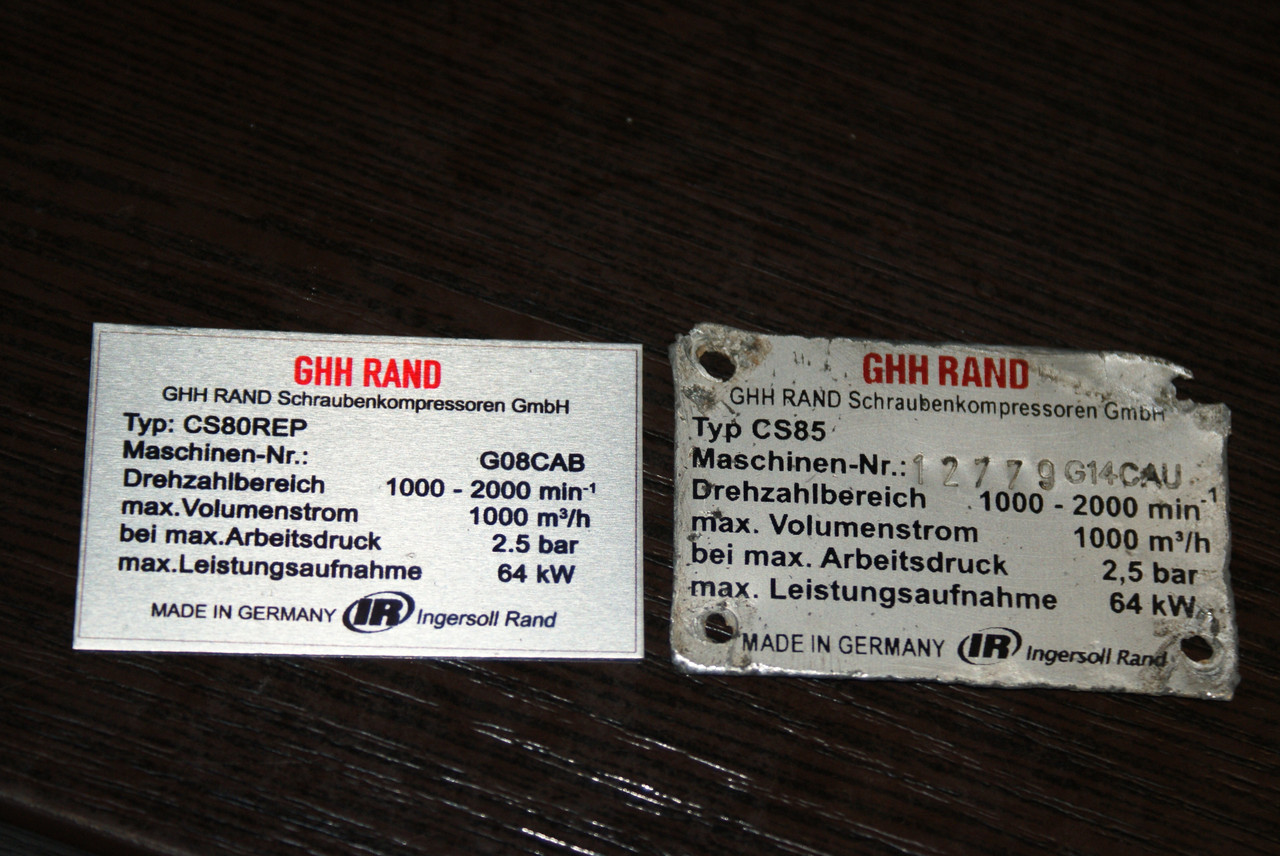 GHH RAND
GHH RAND Schraubenkompressoren GmbH
Typ: CS80REP
Maschinen-Nr.: G08CAB
Drehzahlbereich 1000 - 2000 min⁻¹
max.Volumenstrom 1000 m³/h
bei max.Arbeitsdruck 2.5 bar
max.Leistungsaufnahme 64 kW
MADE IN GERMANY IR Ingersoll Rand
GHH RAND
GHH RAND Schraubenkompressoren GmbH
Typ CS85
Maschinen-Nr.: 12779 G14CAU
Drehzahlbereich 1000 - 2000 min⁻¹
max. Volumenstrom 1000 m³/h
bei max. Arbeitsdruck 2,5 bar
max. Leistungsaufnahme 64 kW
MADE IN GERMANY IR Ingersoll Rand